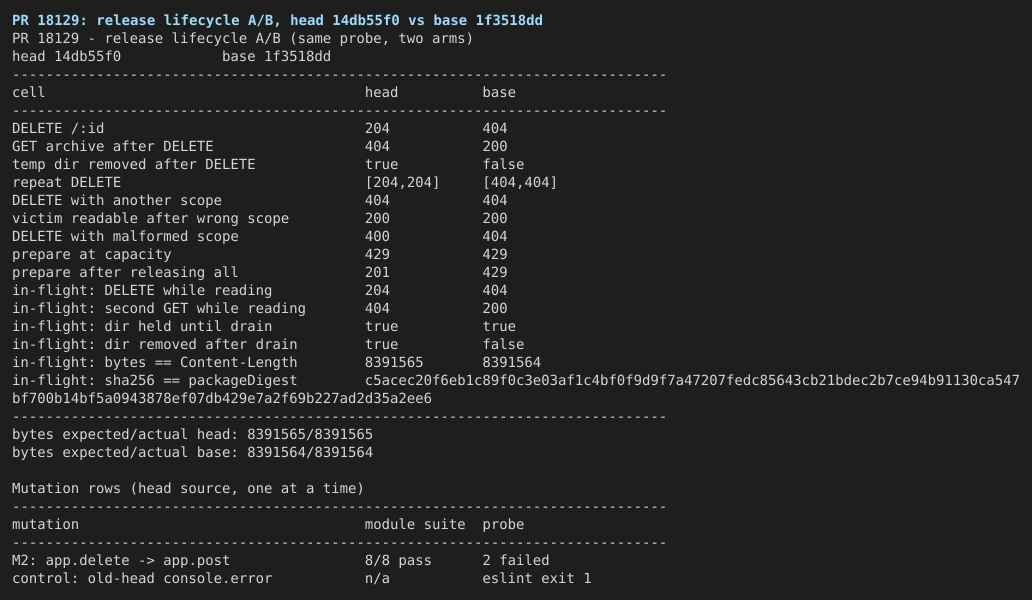 PR 18129: release lifecycle A/B, head 14db55f0 vs base 1f3518dd
PR 18129 - release lifecycle A/B (same probe, two arms)
head 14db55f0            base 1f3518dd
------------------------------------------------------------------------------
cell                                      head          base
------------------------------------------------------------------------------
DELETE /:id                               204           404
GET archive after DELETE                  404           200
temp dir removed after DELETE             true          false
repeat DELETE                             [204,204]     [404,404]
DELETE with another scope                 404           404
victim readable after wrong scope         200           200
DELETE with malformed scope               400           404
prepare at capacity                       429           429
prepare after releasing all               201           429
in-flight: DELETE while reading           204           404
in-flight: second GET while reading       404           200
in-flight: dir held until drain           true          true
in-flight: dir removed after drain        true          false
in-flight: bytes == Content-Length        8391565       8391564
in-flight: sha256 == packageDigest        c5acec20f6eb1c89f0c3e03af1c4bf0f9d9f7a47207fedc85643cb21bdec2b7ce94b91130ca547
bf700b14bf5a0943878ef07db429e7a2f69b227ad2d35a2ee6
------------------------------------------------------------------------------
bytes expected/actual head: 8391565/8391565
bytes expected/actual base: 8391564/8391564
Mutation rows (head source, one at a time)
------------------------------------------------------------------------------
mutation                                  module suite  probe
------------------------------------------------------------------------------
M2: app.delete -> app.post                8/8 pass      2 failed
control: old-head console.error           n/a           eslint exit 1